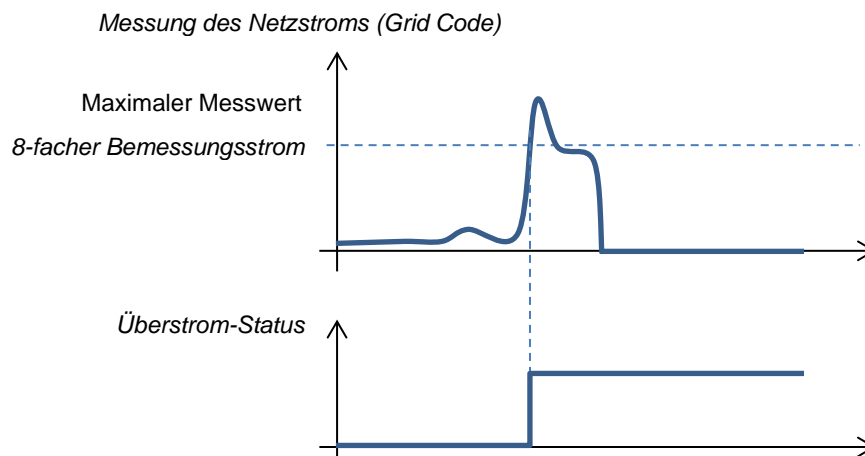 Messung des Netzstroms (Grid Code)
Maximaler Messwert
8-facher Bemessungsstrom
Überstrom-Status